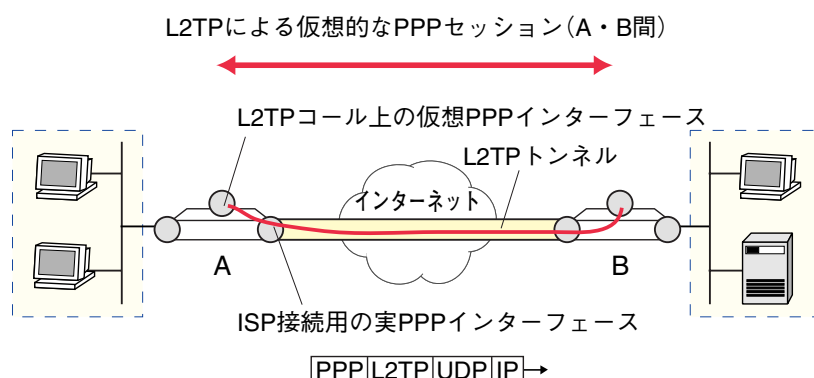 L2TPによる仮想的なPPPセッション(A・B間)
L2TPコール上の仮想PPPインターフェース
L2TPトンネル
インターネット
A
B
ISP接続用の実PPPインターフェース
PPP L2TP UDP IP